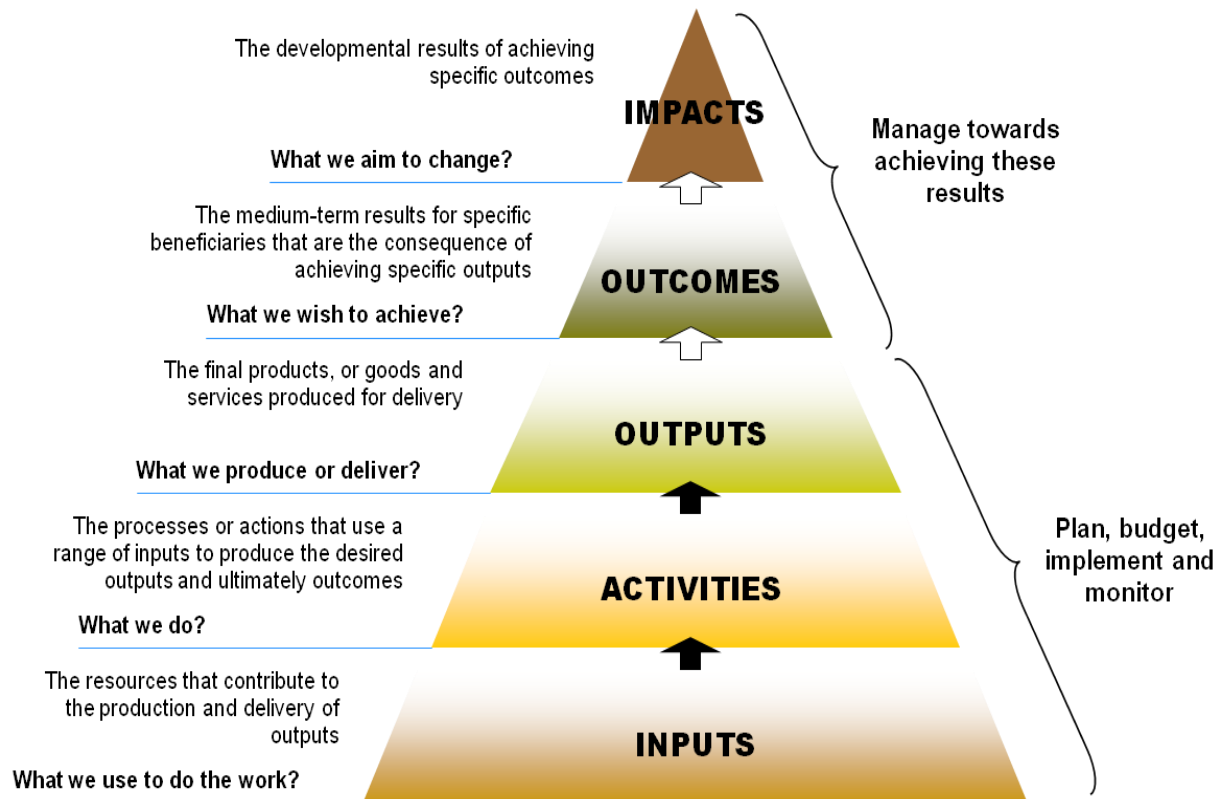 The developmental results of achieving
specific outcomes
IMPACTS
What we aim to change?
Manage towards
achieving these
results
The medium-term results for specific
beneficiaries that are the consequence of
achieving specific outputs
OUTCOMES
What we wish to achieve?
The final products, or goods and
services produced for delivery
OUTPUTS
What we produce or deliver?
The processes or actions that use a
range of inputs to produce the desired
outputs and ultimately outcomes
ACTIVITIES
Plan, budget,
implement and
monitor
What we do?
The resources that contribute to
the production and delivery of
outputs
INPUTS
What we use to do the work?